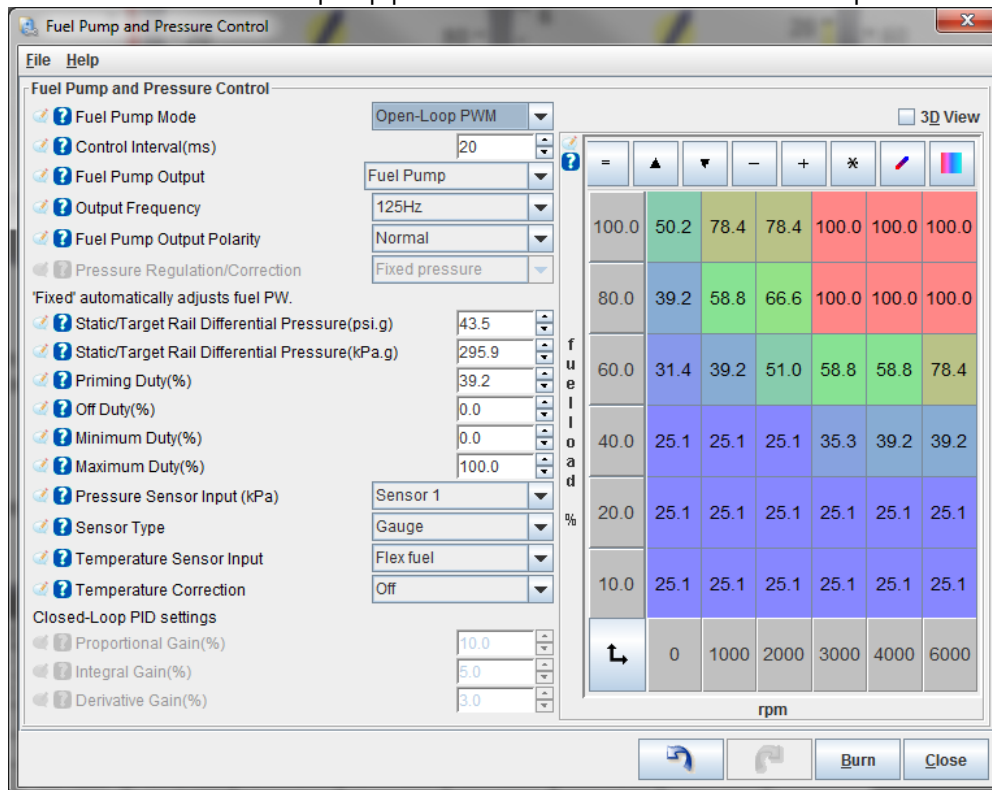 Fuel Pump and Pressure Control
File Help
Fuel Pump and Pressure Control
Fuel Pump Mode Open-Loop PWM
3D View
Control Interval(ms) 20
= - + *
Fuel Pump Output Fuel Pump
Output Frequency 125Hz
Fuel Pump Output Polarity Normal
Pressure Regulation/Correction Fixed pressure
'Fixed' automatically adjusts fuel PW.
Static/Target Rail Differential Pressure(psi.g) 43.5
Static/Target Rail Differential Pressure(kPa.g) 295.9
Priming Duty(%) 39.2
Off Duty(%) 0.0
Minimum Duty(%) 0.0
Maximum Duty(%) 100.0
Pressure Sensor Input (kPa) Sensor 1
Sensor Type Gauge
Temperature Sensor Input Flex fuel
Temperature Correction Off
Closed-Loop PID settings
Proportional Gain(%) 10.0
Integral Gain(%) 5.0
Derivative Gain(%) 3.0
fuelload %
100.0 50.2 78.4 78.4 100.0 100.0 100.0
80.0 39.2 58.8 66.6 100.0 100.0 100.0
60.0 31.4 39.2 51.0 58.8 58.8 78.4
40.0 25.1 25.1 25.1 35.3 39.2 39.2
20.0 25.1 25.1 25.1 25.1 25.1 25.1
10.0 25.1 25.1 25.1 25.1 25.1 25.1
0 1000 2000 3000 4000 6000
rpm
Burn Close